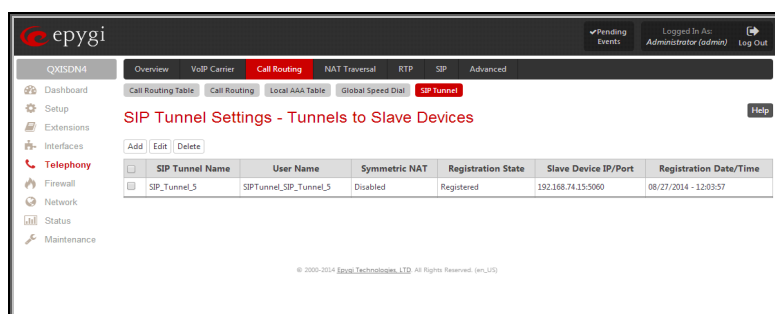 epygi
✔Pending Events
Logged In As: Administrator (admin)
Log Out
QXISDN4
Overview VoIP Carrier Call Routing NAT Traversal RTP SIP Advanced
Dashboard
Setup
Extensions
Interfaces
Telephony
Firewall
Network
Status
Maintenance
Call Routing Table Call Routing Local AAA Table Global Speed Dial SIP Tunnel
SIP Tunnel Settings - Tunnels to Slave Devices
Help
Add Edit Delete
SIP Tunnel Name User Name Symmetric NAT Registration State Slave Device IP/Port Registration Date/Time
SIP_Tunnel_5 SIPTunnel_SIP_Tunnel_5 Disabled Registered 192.168.74.15:5060 08/27/2014 - 12:03:57
© 2000-2014 Epygi Technologies, LTD. All Rights Reserved. (en_US)